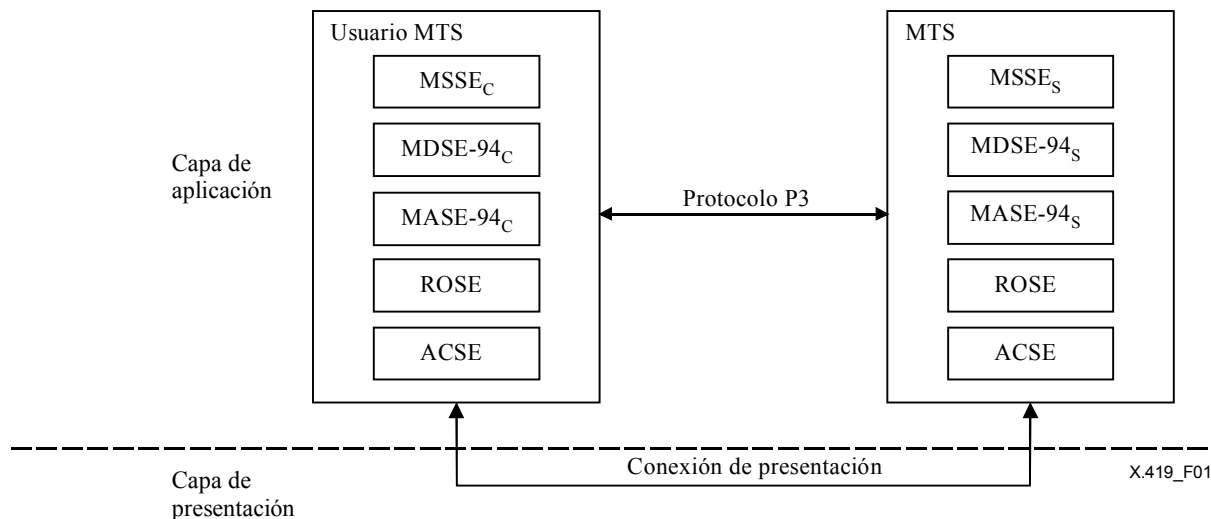 Usuario MTS
MSSE_C
MDSE-94_C
MASE-94_C
ROSE
ACSE
Capa de
aplicación
Protocolo P3
MTS
MSSE_S
MDSE-94_S
MASE-94_S
ROSE
ACSE
Conexión de presentación
X.419_F01
Capa de
presentación